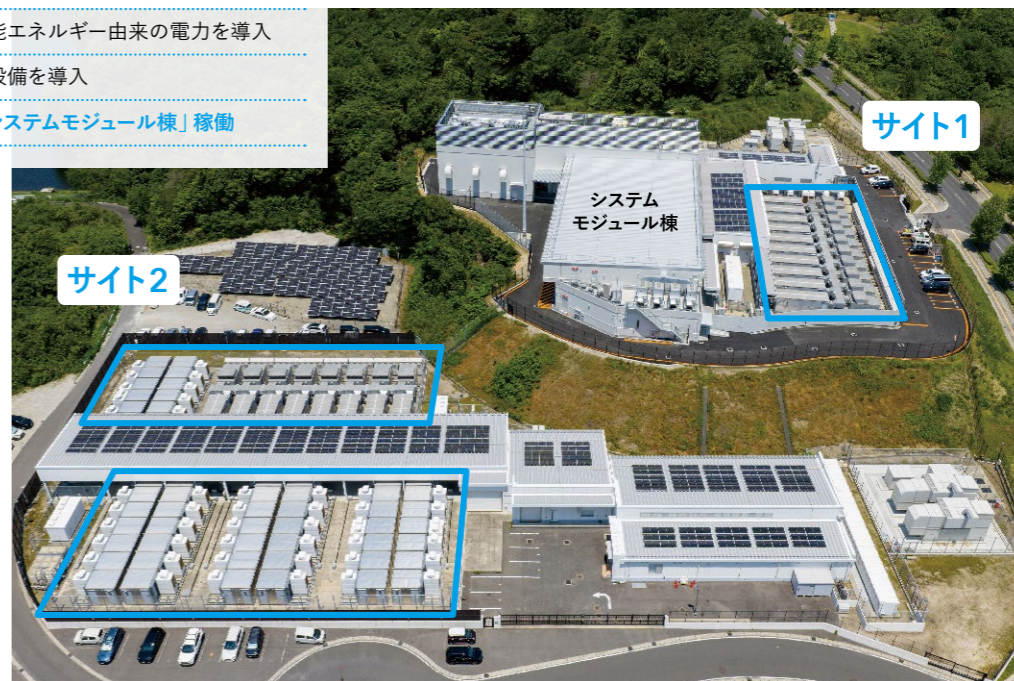 能エネルギー由来の電力を導入
設備を導入
システムモジュール棟」稼働
サイト1
システム
モジュール棟
サイト2